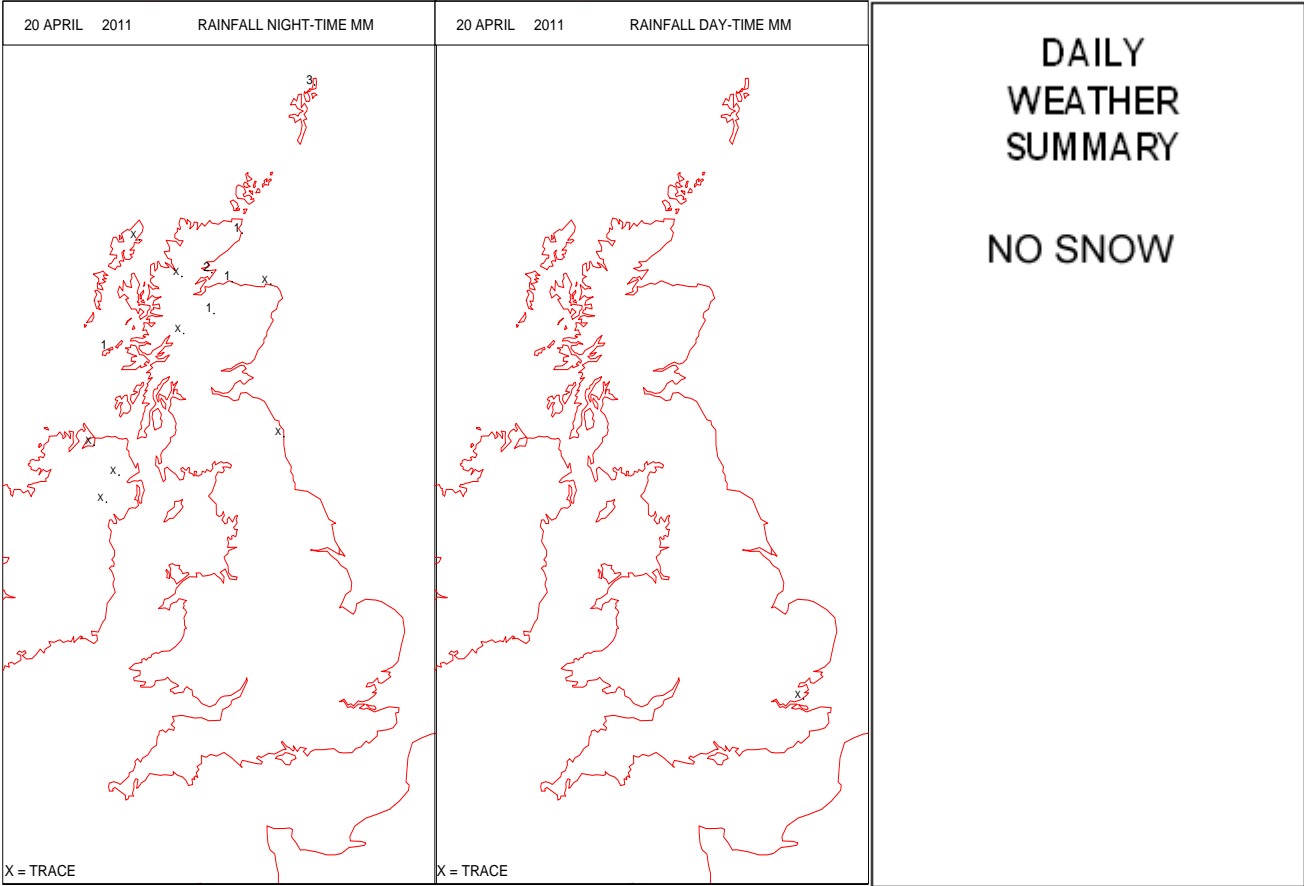 20 APRIL 2011 RAINFALL NIGHT-TIME MM
3
1
x
x
2
1
x
1
x
1
x
x
x
x
X = TRACE
20 APRIL 2011 RAINFALL DAY-TIME MM
x
X = TRACE
DAILY
WEATHER
SUMMARY
NO SNOW